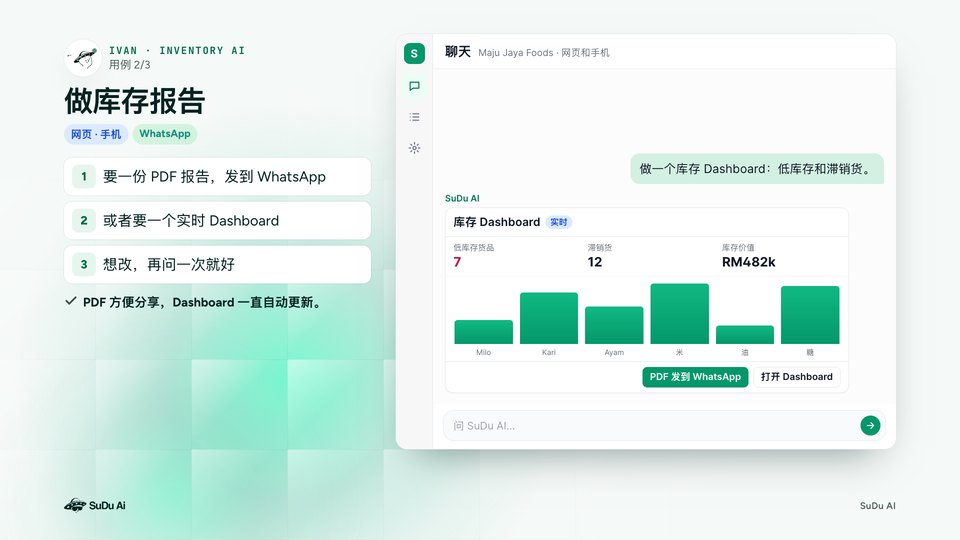 IVAN · INVENTORY AI
用例 2/3
做库存报告
网页 · 手机
WhatsApp
1 要一份 PDF 报告，发到 WhatsApp
2 或者要一个实时 Dashboard
3 想改，再问一次就好
PDF 方便分享，Dashboard 一直自动更新。
SuDu Ai
S
聊天 Maju Jaya Foods · 网页和手机
做一个库存 Dashboard：低库存和滞销货。
SuDu AI
库存 Dashboard 实时
低库存货品 滞销货 库存价值
7 12 RM482k
Milo Kari Ayam 米 油 糖
PDF 发到 WhatsApp 打开 Dashboard
问 SuDu AI...
SuDu AI